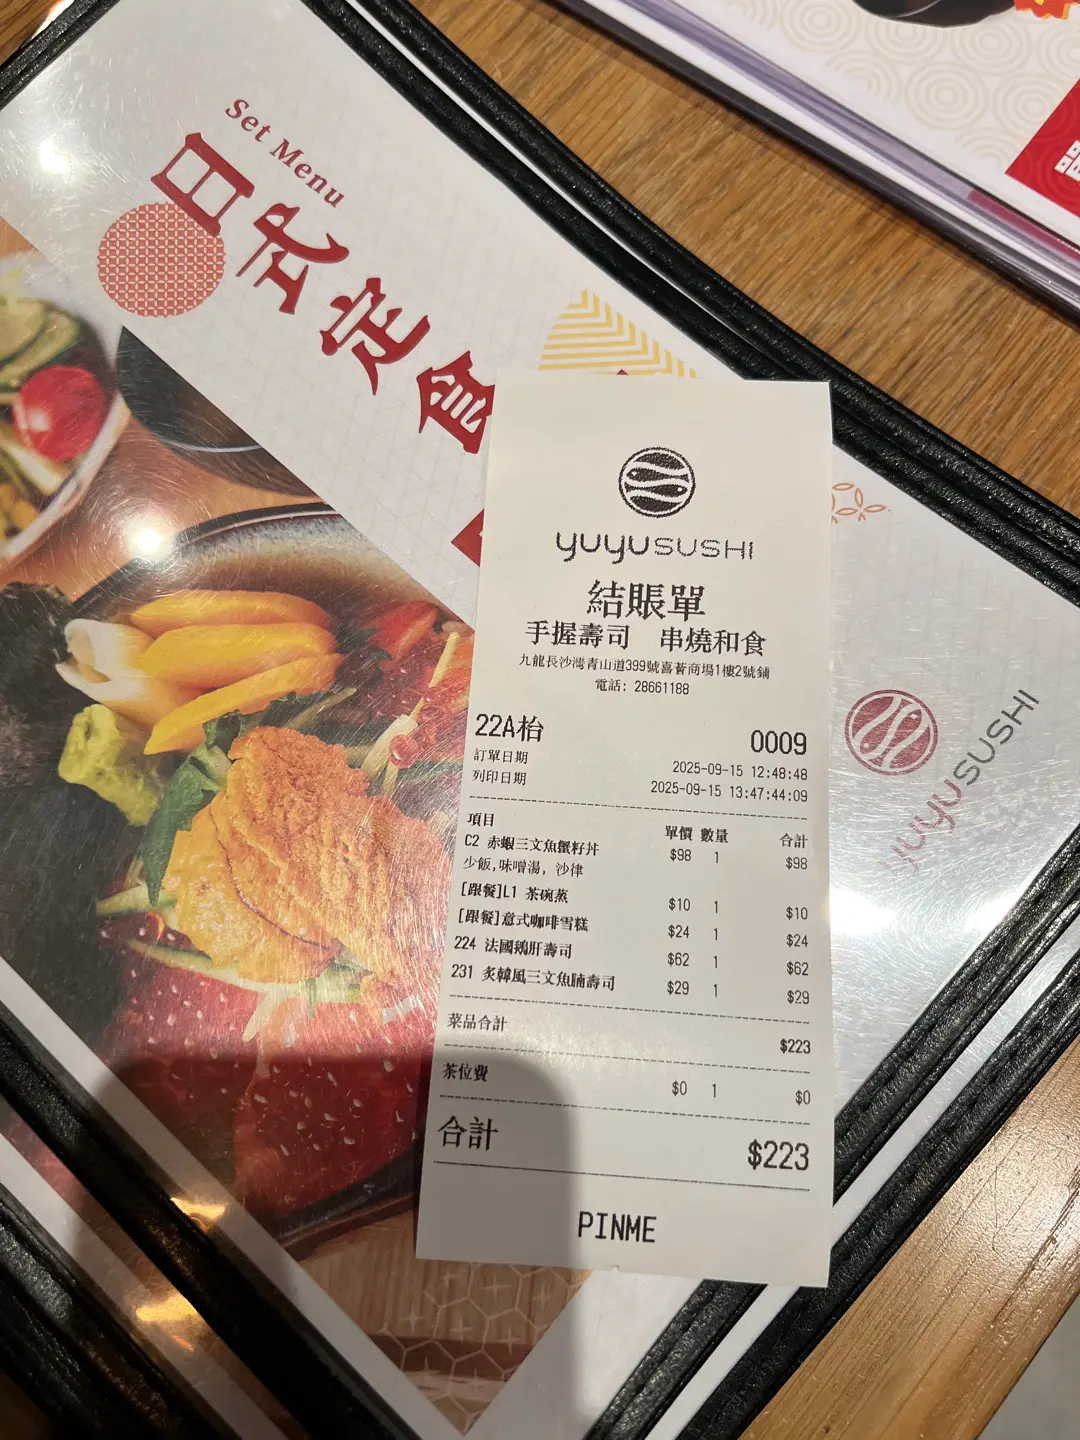 Set Menu
日式定食
yuyusushi
結賬單
手握壽司 串燒和食
九龍長沙灣青山道399號喜薈商場1樓2號鋪
電話: 28661188
22A枱 0009
訂單日期 2025-09-15 12:48:48
列印日期 2025-09-15 13:47:44:09
項目 單價 數量 合計
C2 赤蝦三文魚蟹籽丼 $98 1 $98
少飯,味噌湯, 沙律
[跟餐]L1 茶碗蒸 $10 1 $10
[跟餐]意式咖啡雪糕 $24 1 $24
224 法國鵝肝壽司 $62 1 $62
231 炙韓風三文魚腩壽司 $29 1 $29
菜品合計 $223
茶位費 $0 1 $0
合計 $223
PINME
yuyusushi